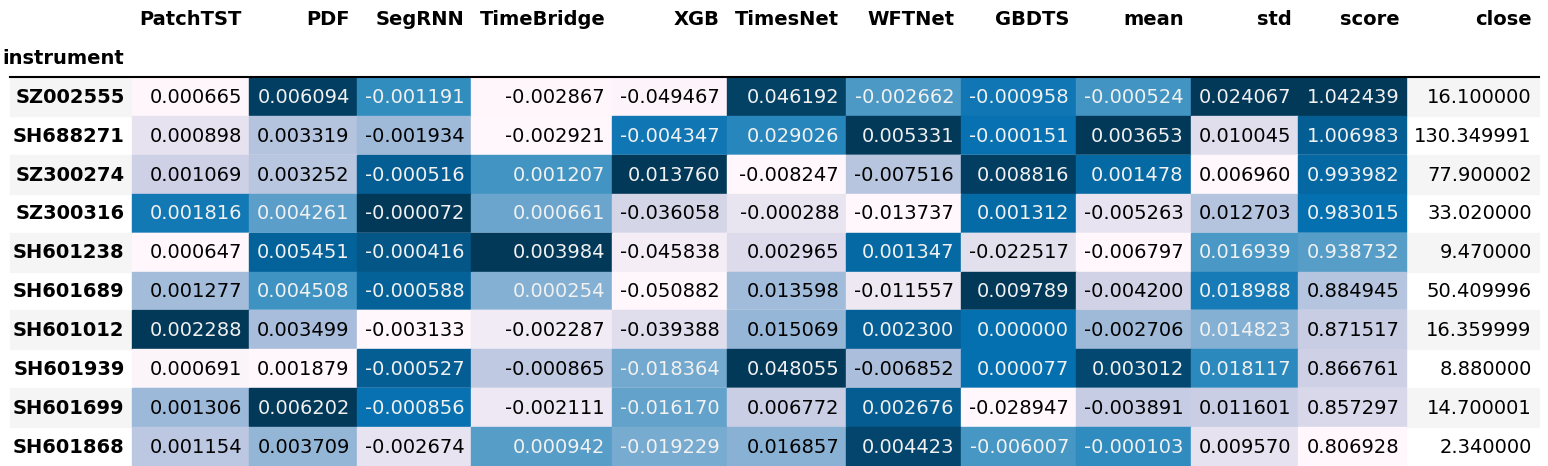 PatchTST PDF SegRNN TimeBridge XGB TimesNet WFTNet GBDTS mean std score close
instrument
SZ002555 0.000665 0.006094 -0.001191 -0.002867 -0.049467 0.046192 -0.002662 -0.000958 -0.000524 0.024067 1.042439 16.100000
SH688271 0.000898 0.003319 -0.001934 -0.002921 -0.004347 0.029026 0.005331 -0.000151 0.003653 0.010045 1.006983 130.349991
SZ300274 0.001069 0.003252 -0.000516 0.001207 0.013760 -0.008247 -0.007516 0.008816 0.001478 0.006960 0.993982 77.900002
SZ300316 0.001816 0.004261 -0.000072 0.000661 -0.036058 -0.000288 -0.013737 0.001312 -0.005263 0.012703 0.983015 33.020000
SH601238 0.000647 0.005451 -0.000416 0.003984 -0.045838 0.002965 0.001347 -0.022517 -0.006797 0.016939 0.938732 9.470000
SH601689 0.001277 0.004508 -0.000588 0.000254 -0.050882 0.013598 -0.011557 0.009789 -0.004200 0.018988 0.884945 50.409996
SH601012 0.002288 0.003499 -0.003133 -0.002287 -0.039388 0.015069 0.002300 0.000000 -0.002706 0.014823 0.871517 16.359999
SH601939 0.000691 0.001879 -0.000527 -0.000865 -0.018364 0.048055 -0.006852 0.000077 0.003012 0.018117 0.866761 8.880000
SH601699 0.001306 0.006202 -0.000856 -0.002111 -0.016170 0.006772 0.002676 -0.028947 -0.003891 0.011601 0.857297 14.700001
SH601868 0.001154 0.003709 -0.002674 0.000942 -0.019229 0.016857 0.004423 -0.006007 -0.000103 0.009570 0.806928 2.340000